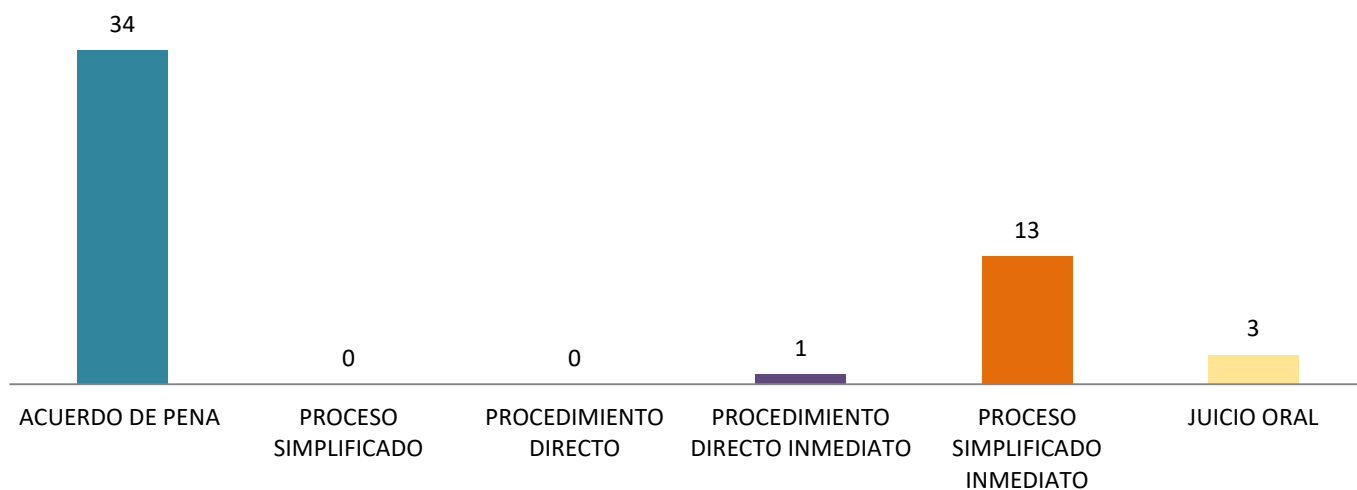 34
0
0
1
13
3
ACUERDO DE PENA
PROCESO
SIMPLIFICADO
PROCEDIMIENTO
DIRECTO
PROCEDIMIENTO
DIRECTO INMEDIATO
PROCESO
SIMPLIFICADO
INMEDIATO
JUICIO ORAL